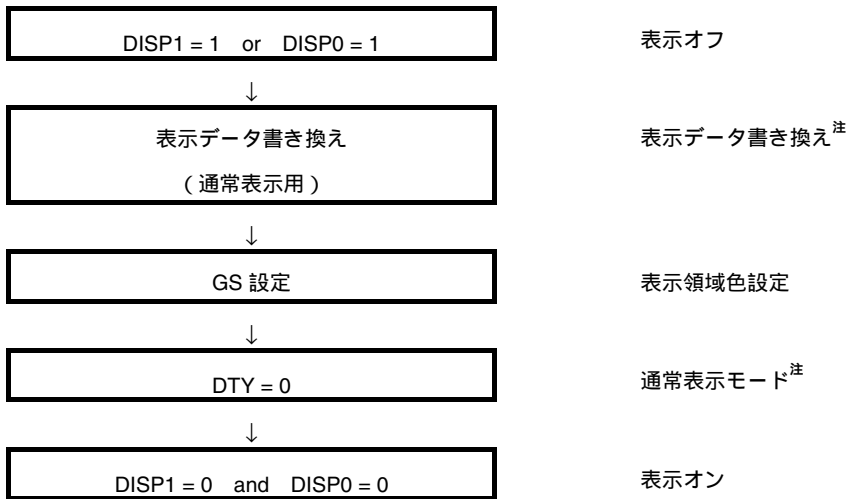 DISP1 = 1 or DISP0 = 1 表示オフ
↓
表示データ書き換え 表示データ書き換え注
（通常表示用）
↓
GS 設定 表示領域色設定
↓
DTY = 0 通常表示モード注
↓
DISP1 = 0 and DISP0 = 0 表示オン